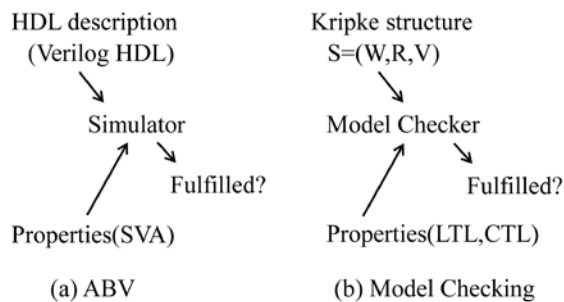 HDL description
(Verilog HDL)
Simulator
Fulfilled?
Properties(SVA)
(a) ABV
Kripke structure
S=(W,R,V)
Model Checker
Fulfilled?
Properties(LTL,CTL)
(b) Model Checking